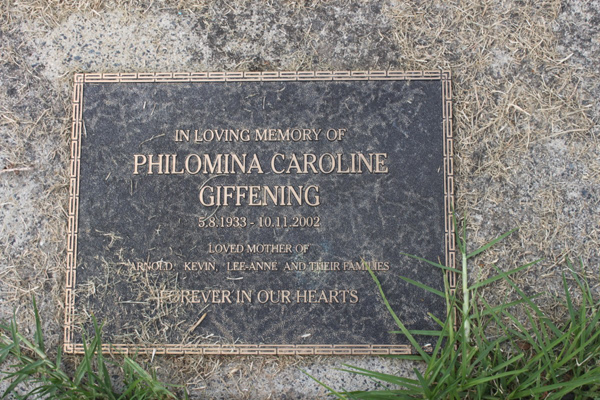 IN LOVING MEMORY OF
PHILOMINA CAROLINE
GIFFENING
5.8.1933 - 10.11.2002
LOVED MOTHER OF
ARNOLD, KEVIN, LEE-ANNE AND THEIR FAMILIES
FOREVER IN OUR HEARTS